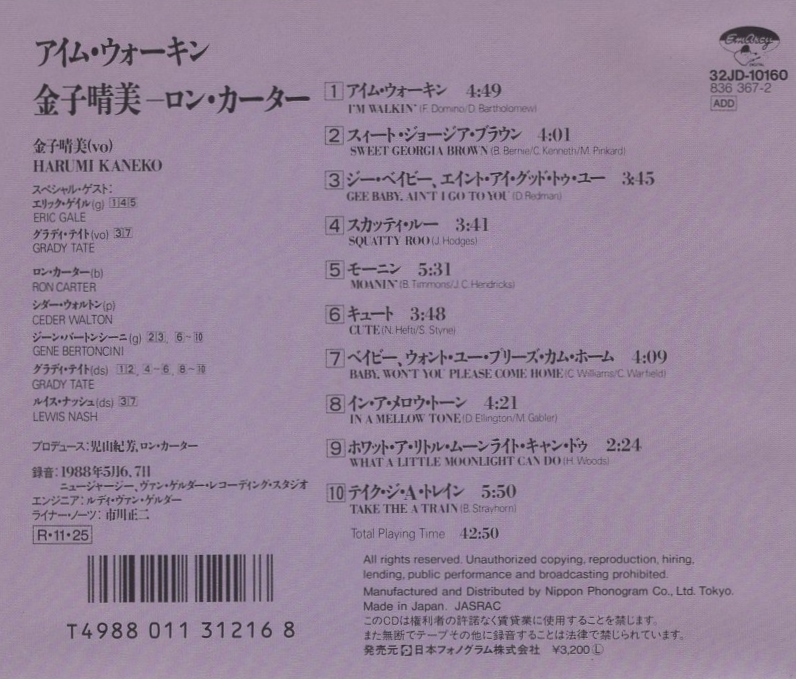 アイム・ウォーキン
金子晴美–ロン・カーター
金子晴美(vo)
HARUMI KANEKO
スペシャル・ゲスト:
エリック・ゲイル(g) 1 4 5
ERIC GALE
グラディ・テイト(vo) 3 7
GRADY TATE
ロン・カーター(b)
RON CARTER
シダー・ウォルトン(p)
CEDER WALTON
ジーン・バートンシーニ(g) 2 3、6–10
GENE BERTONCINI
グラディ・テイト(ds) 1 2、4–6、8–10
GRADY TATE
ルイス・ナッシュ(ds) 3 7
LEWIS NASH
プロデュース:児山紀芳、ロン・カーター
録音:1988年5月6、7日
ニュージャージー、ヴァン・ゲルダー・レコーディング・スタジオ
エンジニア:ルディ・ヴァン・ゲルダー
ライナー・ノーツ:市川正二
R・11・25
T4988 011 31216 8
1 アイム・ウォーキン 4:49
I'M WALKIN' (F. Domino/D. Bartholomew)
2 スィート・ジョージア・ブラウン 4:01
SWEET GEORGIA BROWN (B. Bernie/C. Kenneth/M. Pinkard)
3 ジー・ベイビー、エイント・アイ・グッド・トゥ・ユー 3:45
GEE BABY, AIN'T I GO TO YOU (D. Redman)
4 スカッティ・ルー 3:41
SQUATTY ROO (J. Hodges)
5 モーニン 5:31
MOANIN' (B. Timmons/J. C. Hendricks)
6 キュート 3:48
CUTE (N. Hefti/S. Styne)
7 ベイビー、ウォント・ユー・プリーズ・カム・ホーム 4:09
BABY, WON'T YOU PLEASE COME HOME (C. Williams/C. Warfield)
8 イン・ア・メロウ・トーン 4:21
IN A MELLOW TONE (D. Ellington/M. Gabler)
9 ホワット・ア・リトル・ムーンライト・キャン・ドゥ 2:24
WHAT A LITTLE MOONLIGHT CAN DO (H. Woods)
10 テイク・ジ・A・トレイン 5:50
TAKE THE A TRAIN (B. Strayhorn)
Total Playing Time 42:50
All rights reserved. Unauthorized copying, reproduction, hiring,
lending, public performance and broadcasting prohibited.
Manufactured and Distributed by Nippon Phonogram Co., Ltd. Tokyo.
Made in Japan. JASRAC
このCDは権利者の許諾なく賃貸業に使用することを禁じます。
また無断でテープその他に録音することは法律で禁じられています。
発売元 日本フォノグラム株式会社 ¥3,200 Ⓛ
EmArcy
DIGITAL
32JD-10160
836 367-2
ADD